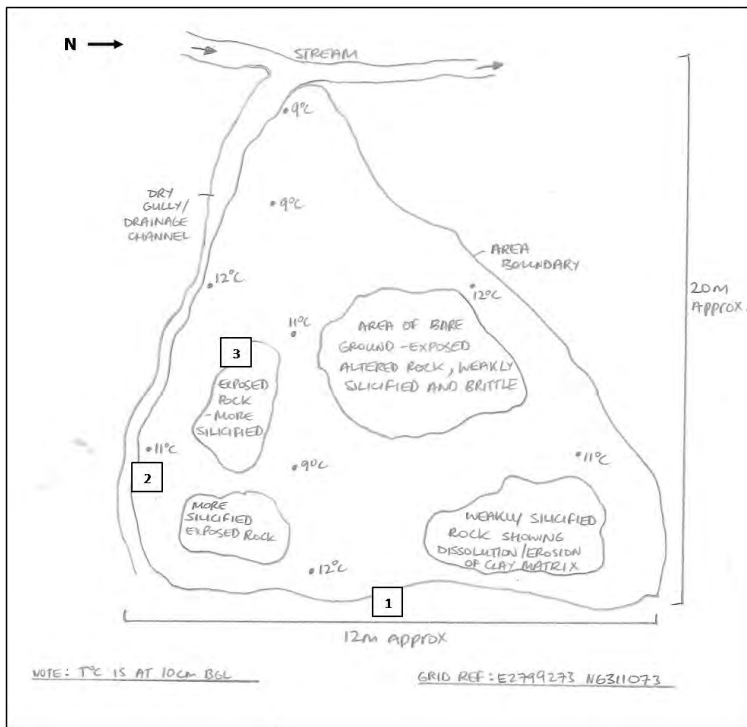 N
STREAM
9°C
DRY
GULLY/
DRAINAGE
CHANNEL
9°C
AREA
BOUNDARY
12°C
12°C
20M
APPROX.
11°C
AREA OF BARE
GROUND - EXPOSED
ALTERED ROCK, WEAKLY
SILICIFIED AND BRITTLE
3
EXPOSED
ROCK
- MORE
SILICIFIED
11°C
9°C
11°C
2
MORE
SILICIFIED
EXPOSED ROCK
WEAKLY SILICIFIED
ROCK SHOWING
DISSOLUTION/EROSION
OF CLAY MATRIX
12°C
1
12M APPROX
NOTE: T°C IS AT 10CM BGL
GRID REF: E2799273 N6311073